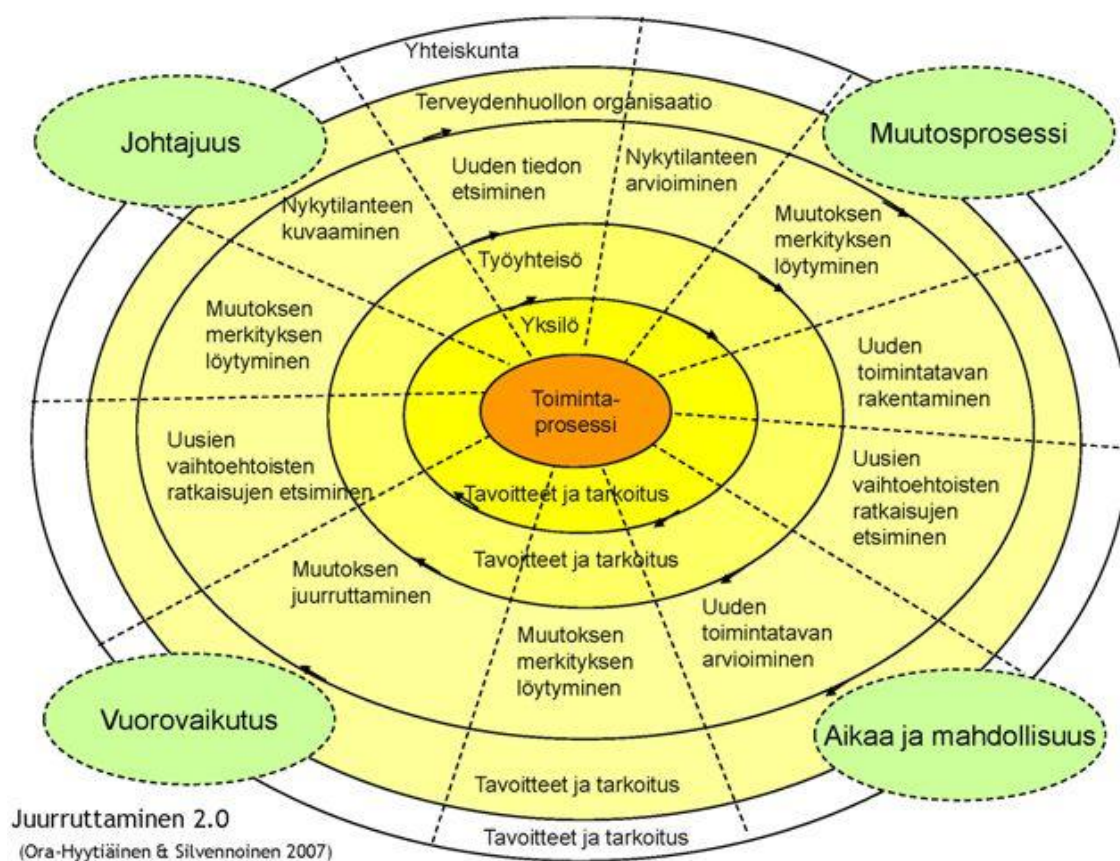 Yhteiskunta
Terveydenhuollon organisaatio
Johtajuus
Muutosprosessi
Nykytilanteen
kuvaaminen
Uuden tiedon
etsiminen
Nykytilanteen
arvioiminen
Muutoksen
merkityksen
löytyminen
Työyhteisö
Yksilö
Muutoksen
merkityksen
löytyminen
Toiminta-
prosessi
Uuden
toimintatavan
rakentaminen
Uusien
vaihtoehtoisten
ratkaisujen etsiminen
Uusien
vaihtoehtoisten
ratkaisujen
etsiminen
Tavoitteet ja tarkoitus
Tavoitteet ja tarkoitus
Muutoksen
juurruttaminen
Muutoksen
merkityksen
löytyminen
Uuden
toimintatavan
arvioiminen
Vuorovaikutus
Aikaa ja mahdollisuus
Tavoitteet ja tarkoitus
Tavoitteet ja tarkoitus
Juurruttaminen 2.0
(Ora-Hyytiäinen & Silvennoinen 2007)